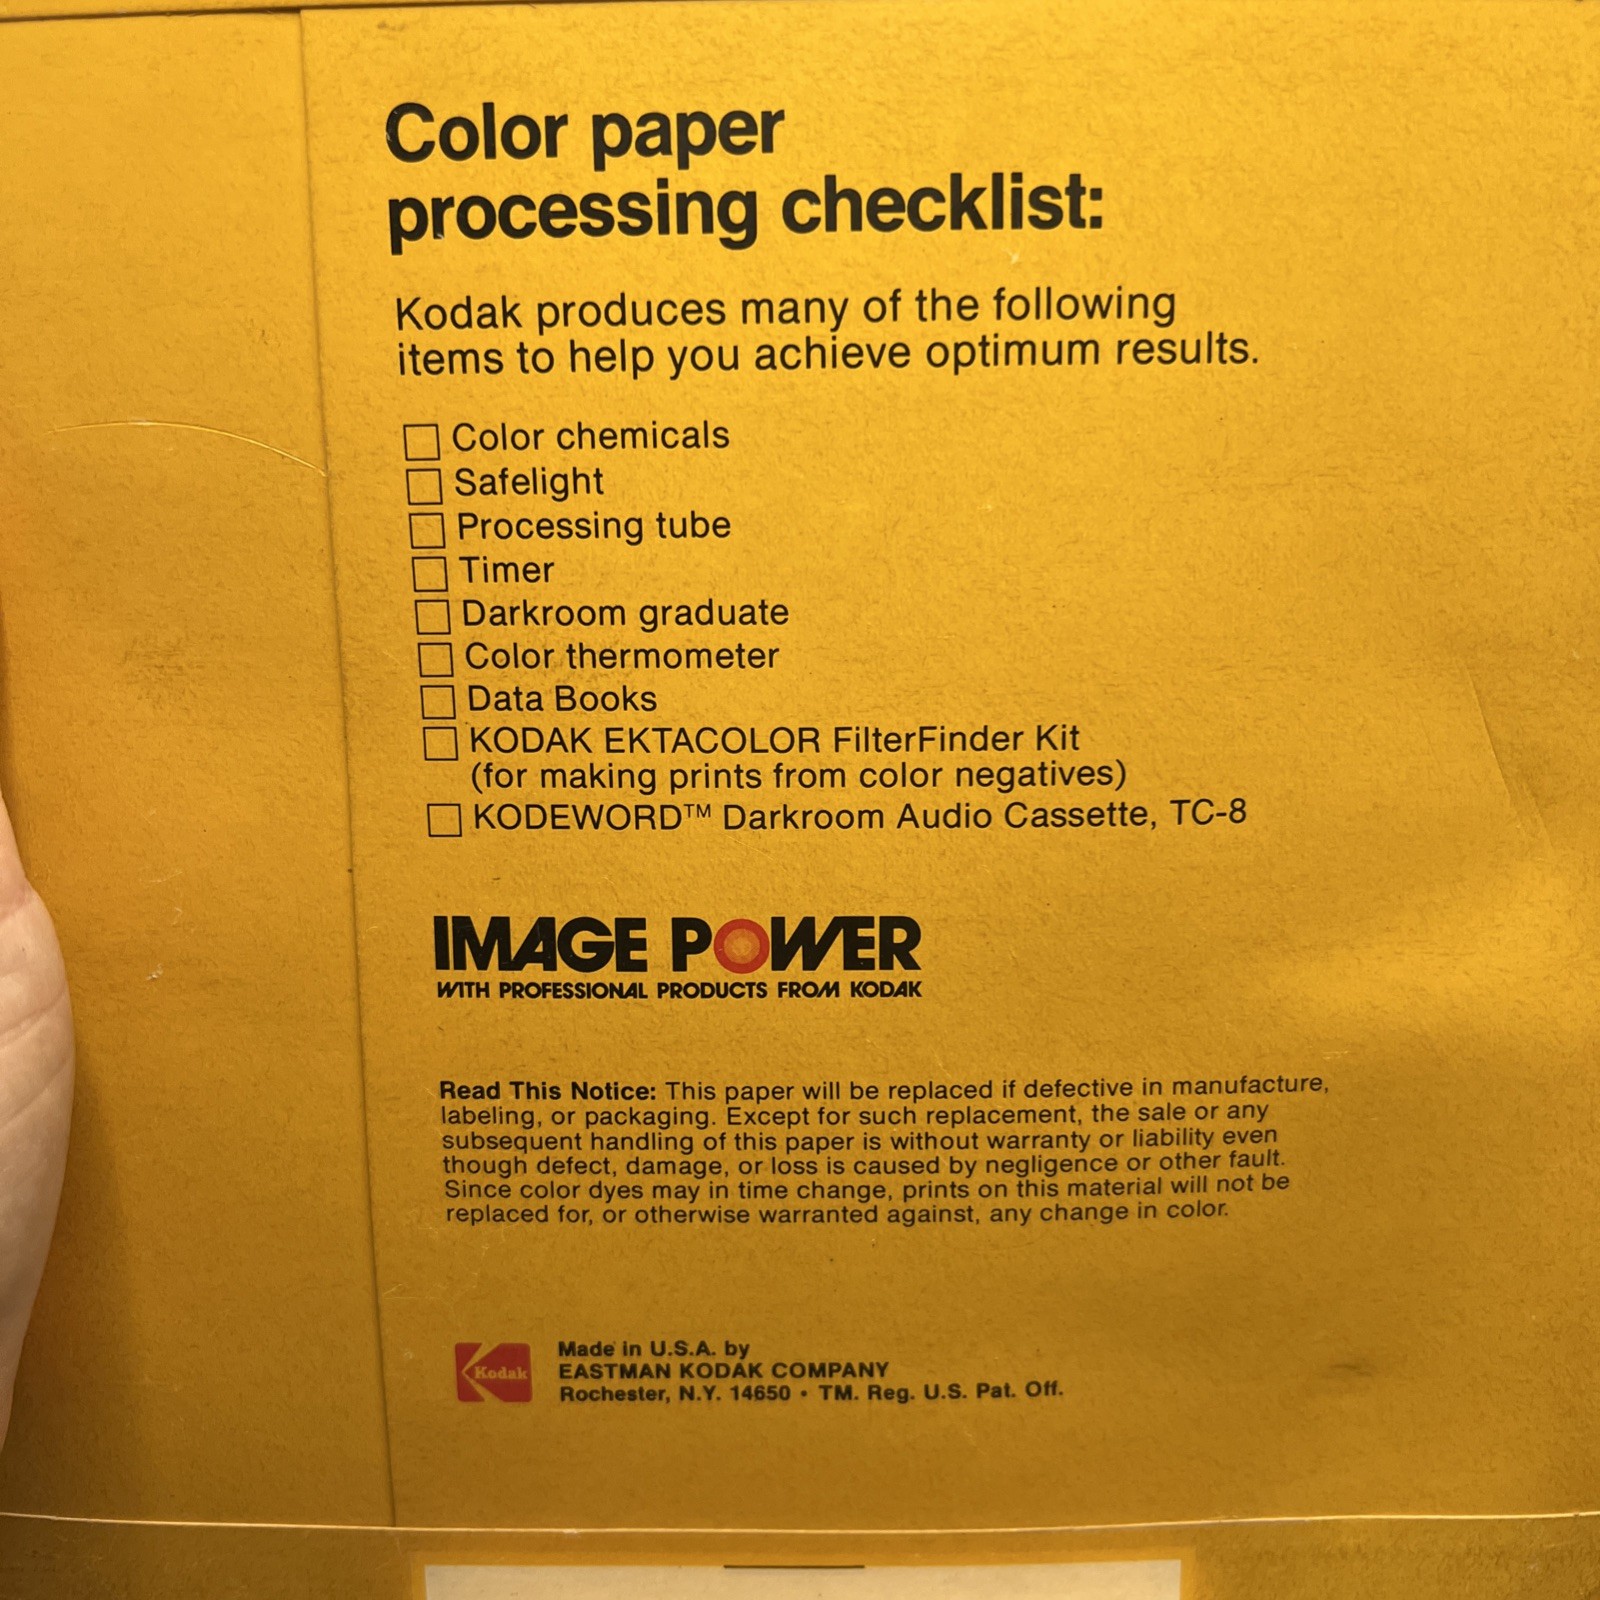 Color paper
processing checklist:
Kodak produces many of the following
items to help you achieve optimum results.
Color chemicals
Safelight
Processing tube
Timer
Darkroom graduate
Color thermometer
Data Books
KODAK EKTACOLOR FilterFinder Kit
(for making prints from color negatives)
KODEWORD™ Darkroom Audio Cassette, TC-8
IMAGE POWER
WITH PROFESSIONAL PRODUCTS FROM KODAK
Read This Notice: This paper will be replaced if defective in manufacture,
labeling, or packaging. Except for such replacement, the sale or any
subsequent handling of this paper is without warranty or liability even
though defect, damage, or loss is caused by negligence or other fault.
Since color dyes may in time change, prints on this material will not be
replaced for, or otherwise warranted against, any change in color.
Kodak
Made in U.S.A. by
EASTMAN KODAK COMPANY
Rochester, N.Y. 14650 • TM. Reg. U.S. Pat. Off.